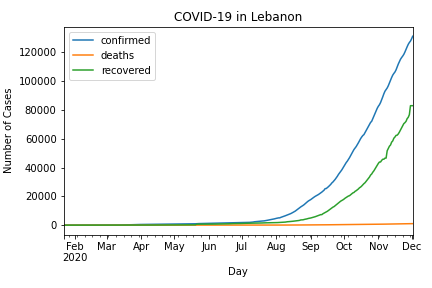 COVID-19 in Lebanon
confirmed
deaths
recovered
120000
100000
80000
60000
40000
20000
0
Number of Cases
Feb Mar Apr May Jun Jul Aug Sep Oct Nov Dec
2020
Day